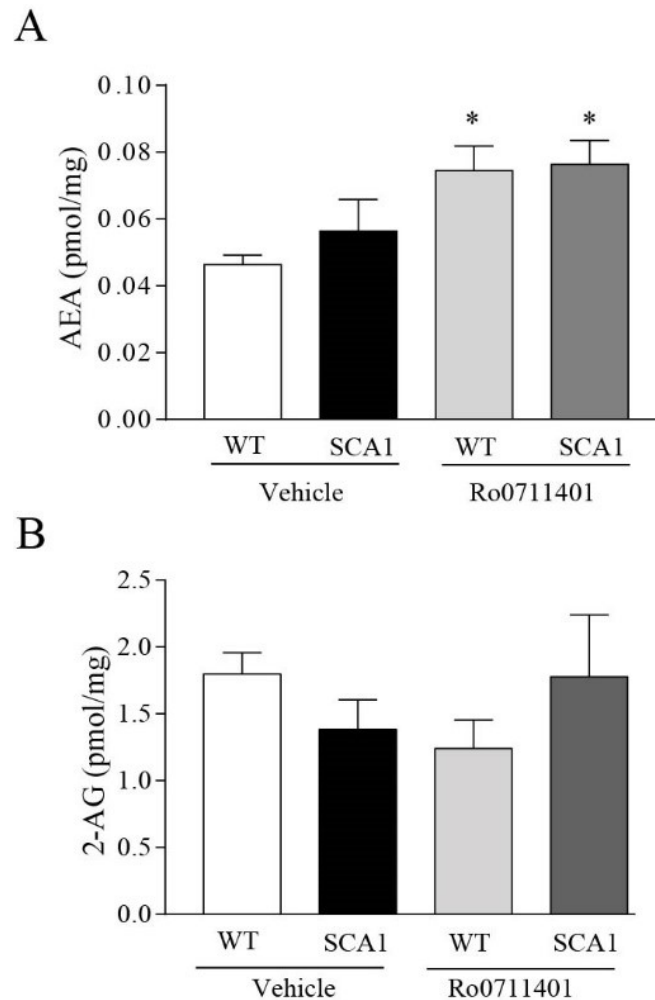 A
AEA (pmol/mg)
0.10
0.08
0.06
0.04
0.02
0.00
* *
WT SCA1 WT SCA1
Vehicle Ro0711401
B
2-AG (pmol/mg)
2.5
2.0
1.5
1.0
0.5
0.0
WT SCA1 WT SCA1
Vehicle Ro0711401